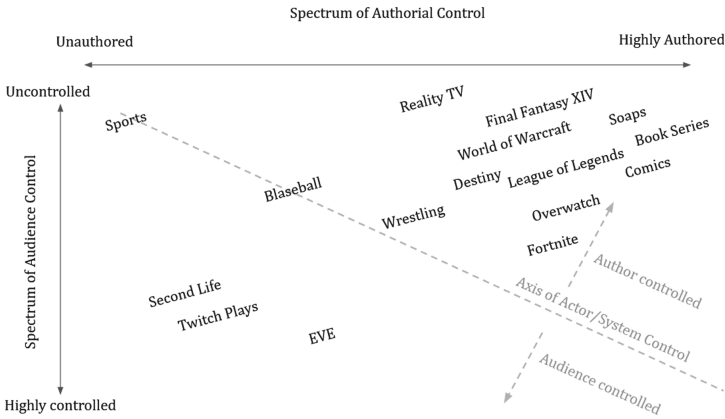 Spectrum of Authorial Control
Unauthored
Highly Authored
Uncontrolled
Reality TV
Final Fantasy XIV
Sports
Soaps
World of Warcraft
Book Series
Destiny
League of Legends
Comics
Blaseball
Wrestling
Overwatch
Fortnite
Spectrum of Audience Control
Author controlled
Second Life
Axis of Actor/System Control
Twitch Plays
EVE
Audience controlled
Highly controlled